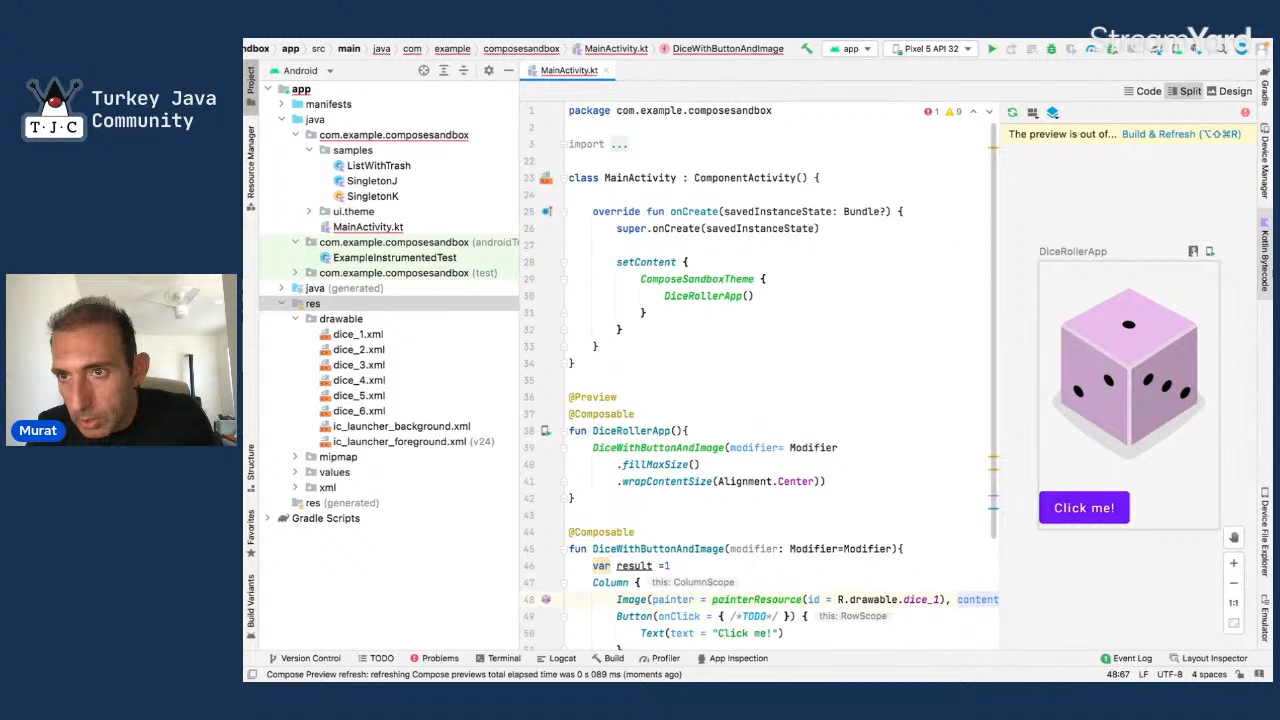 StreamYard
Turkey Java
Community
T·J·C
Murat
ndbox app src main java com example composesandbox MainActivity.kt DiceWithButtonAndImage
app Pixel 5 API 32
Android
MainActivity.kt
Code Split Design
Project
Resource Manager
Structure
Favorites
Build Variants
app
manifests
java
com.example.composesandbox
samples
ListWithTrash
SingletonJ
SingletonK
ui.theme
MainActivity.kt
com.example.composesandbox (androidTe
ExampleInstrumentedTest
com.example.composesandbox (test)
java (generated)
res
drawable
dice_1.xml
dice_2.xml
dice_3.xml
dice_4.xml
dice_5.xml
dice_6.xml
ic_launcher_background.xml
ic_launcher_foreground.xml (v24)
mipmap
values
xml
res (generated)
Gradle Scripts
1 package com.example.composesandbox
1 9
2
3 import ...
22
23 class MainActivity : ComponentActivity() {
24
25 override fun onCreate(savedInstanceState: Bundle?) {
26 super.onCreate(savedInstanceState)
27
28 setContent {
29 ComposeSandboxTheme {
30 DiceRollerApp()
31 }
32 }
33 }
34 }
35
36 @Preview
37 @Composable
38 fun DiceRollerApp(){
39 DiceWithButtonAndImage(modifier= Modifier
40 .fillMaxSize()
41 .wrapContentSize(Alignment.Center))
42 }
43
44 @Composable
45 fun DiceWithButtonAndImage(modifier: Modifier=Modifier){
46 var result =1
47 Column { this: ColumnScope
48 Image(painter = painterResource(id = R.drawable.dice_1), content
49 Button(onClick = { /*TODO*/ }) { this: RowScope
50 Text(text = "Click me!")
The preview is out of... Build & Refresh (⌥⇧⌘R)
DiceRollerApp
Click me!
1:1
Gradle
Device Manager
Kotlin Bytecode
Device File Explorer
Emulator
Version Control TODO Problems Terminal Logcat Build Profiler App Inspection Event Log Layout Inspector
Compose Preview refresh: refreshing Compose previews total elapsed time was 0 s 089 ms (moments ago) 48:67 LF UTF-8 4 spaces